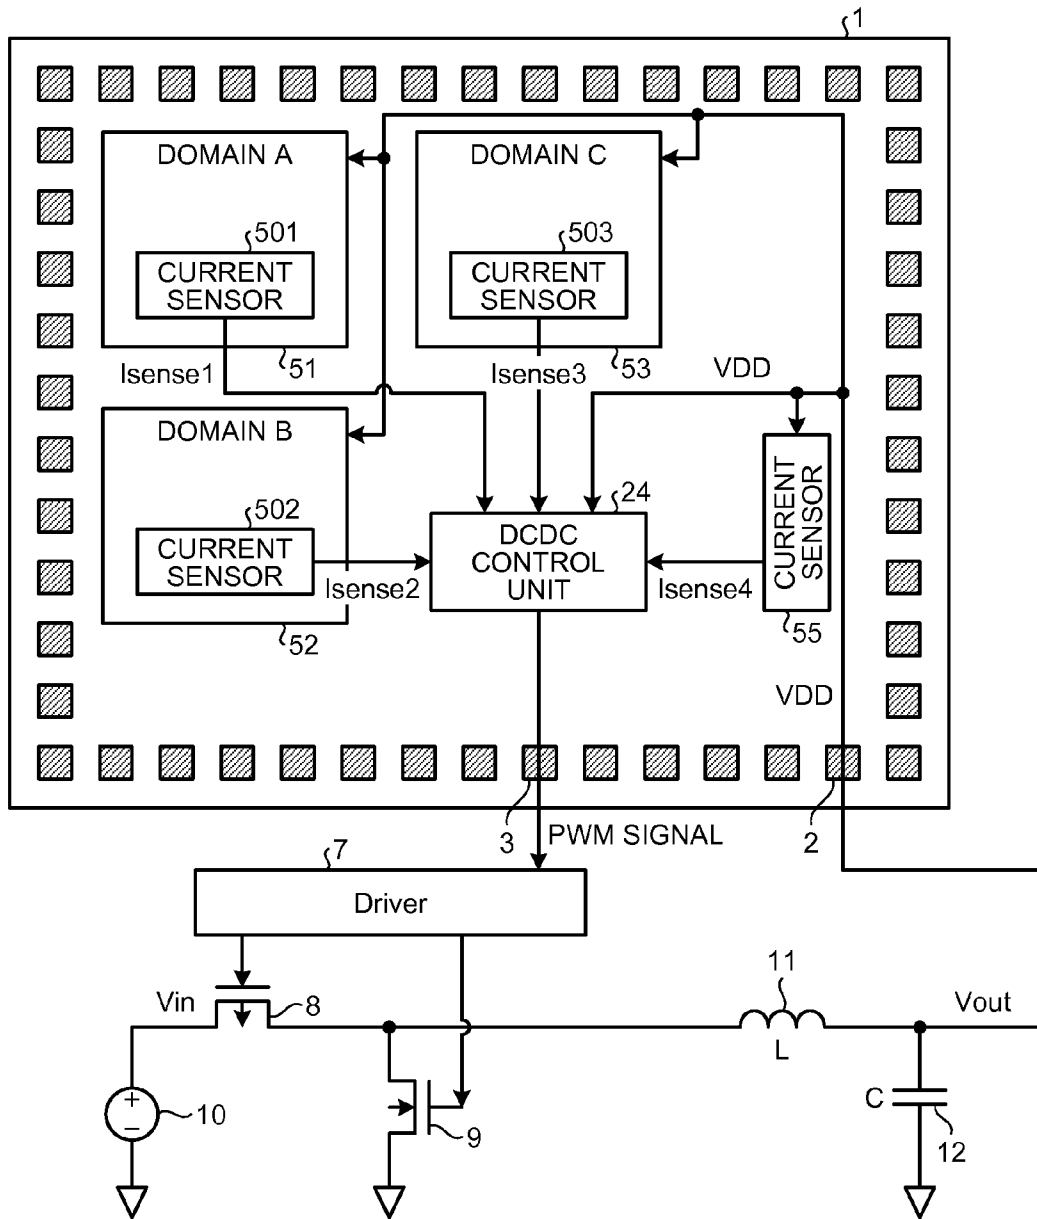 1
DOMAIN A
DOMAIN C
501
503
CURRENT
SENSOR
CURRENT
SENSOR
51
53
Isense1
Isense3
VDD
DOMAIN B
24
502
CURRENT
SENSOR
DCDC
CONTROL
UNIT
CURRENT
SENSOR
Isense2
Isense4
52
55
VDD
3
PWM SIGNAL
2
7
Driver
11
Vin
8
Vout
L
+
−
10
9
C
12